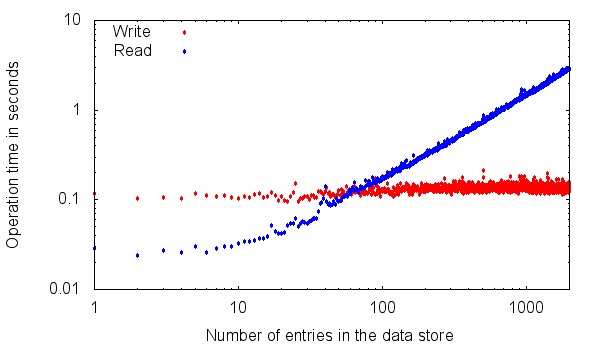 Write
Read
10
1
0.1
0.01
Operation time in seconds
1
10
100
1000
Number of entries in the data store